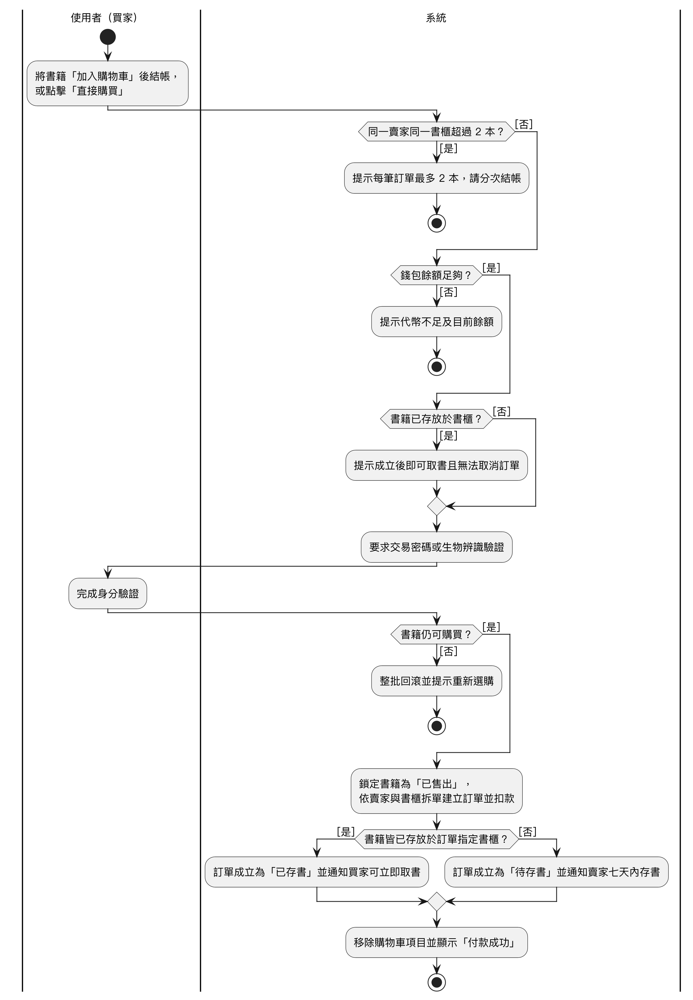 使用者（買家）
系統
將書籍「加入購物車」後結帳，
或點擊「直接購買」
同一賣家同一書櫃超過 2 本？
[否]
[是]
提示每筆訂單最多 2 本，請分次結帳
錢包餘額足夠？
[是]
[否]
提示代幣不足及目前餘額
書籍已存放於書櫃？
[否]
[是]
提示成立後即可取書且無法取消訂單
要求交易密碼或生物辨識驗證
完成身分驗證
書籍仍可購買？
[是]
[否]
整批回滾並提示重新選購
鎖定書籍為「已售出」，
依賣家與書櫃拆單建立訂單並扣款
[是]
書籍皆已存放於訂單指定書櫃？
[否]
訂單成立為「已存書」並通知買家可立即取書
訂單成立為「待存書」並通知賣家七天內存書
移除購物車項目並顯示「付款成功」